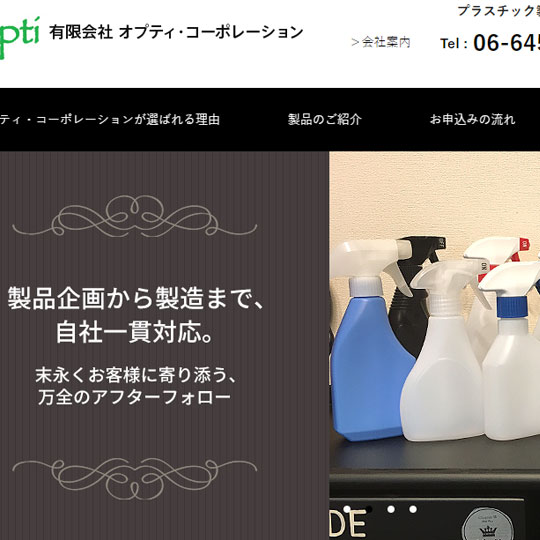 pti 有限会社 オプティ・コーポレーション
プラスチック製
＞会社案内
Tel : 06-645
ティ・コーポレーションが選ばれる理由
製品のご紹介
お申込みの流れ
製品企画から製造まで、
自社一貫対応。
末永くお客様に寄り添う、
万全のアフターフォロー
DE